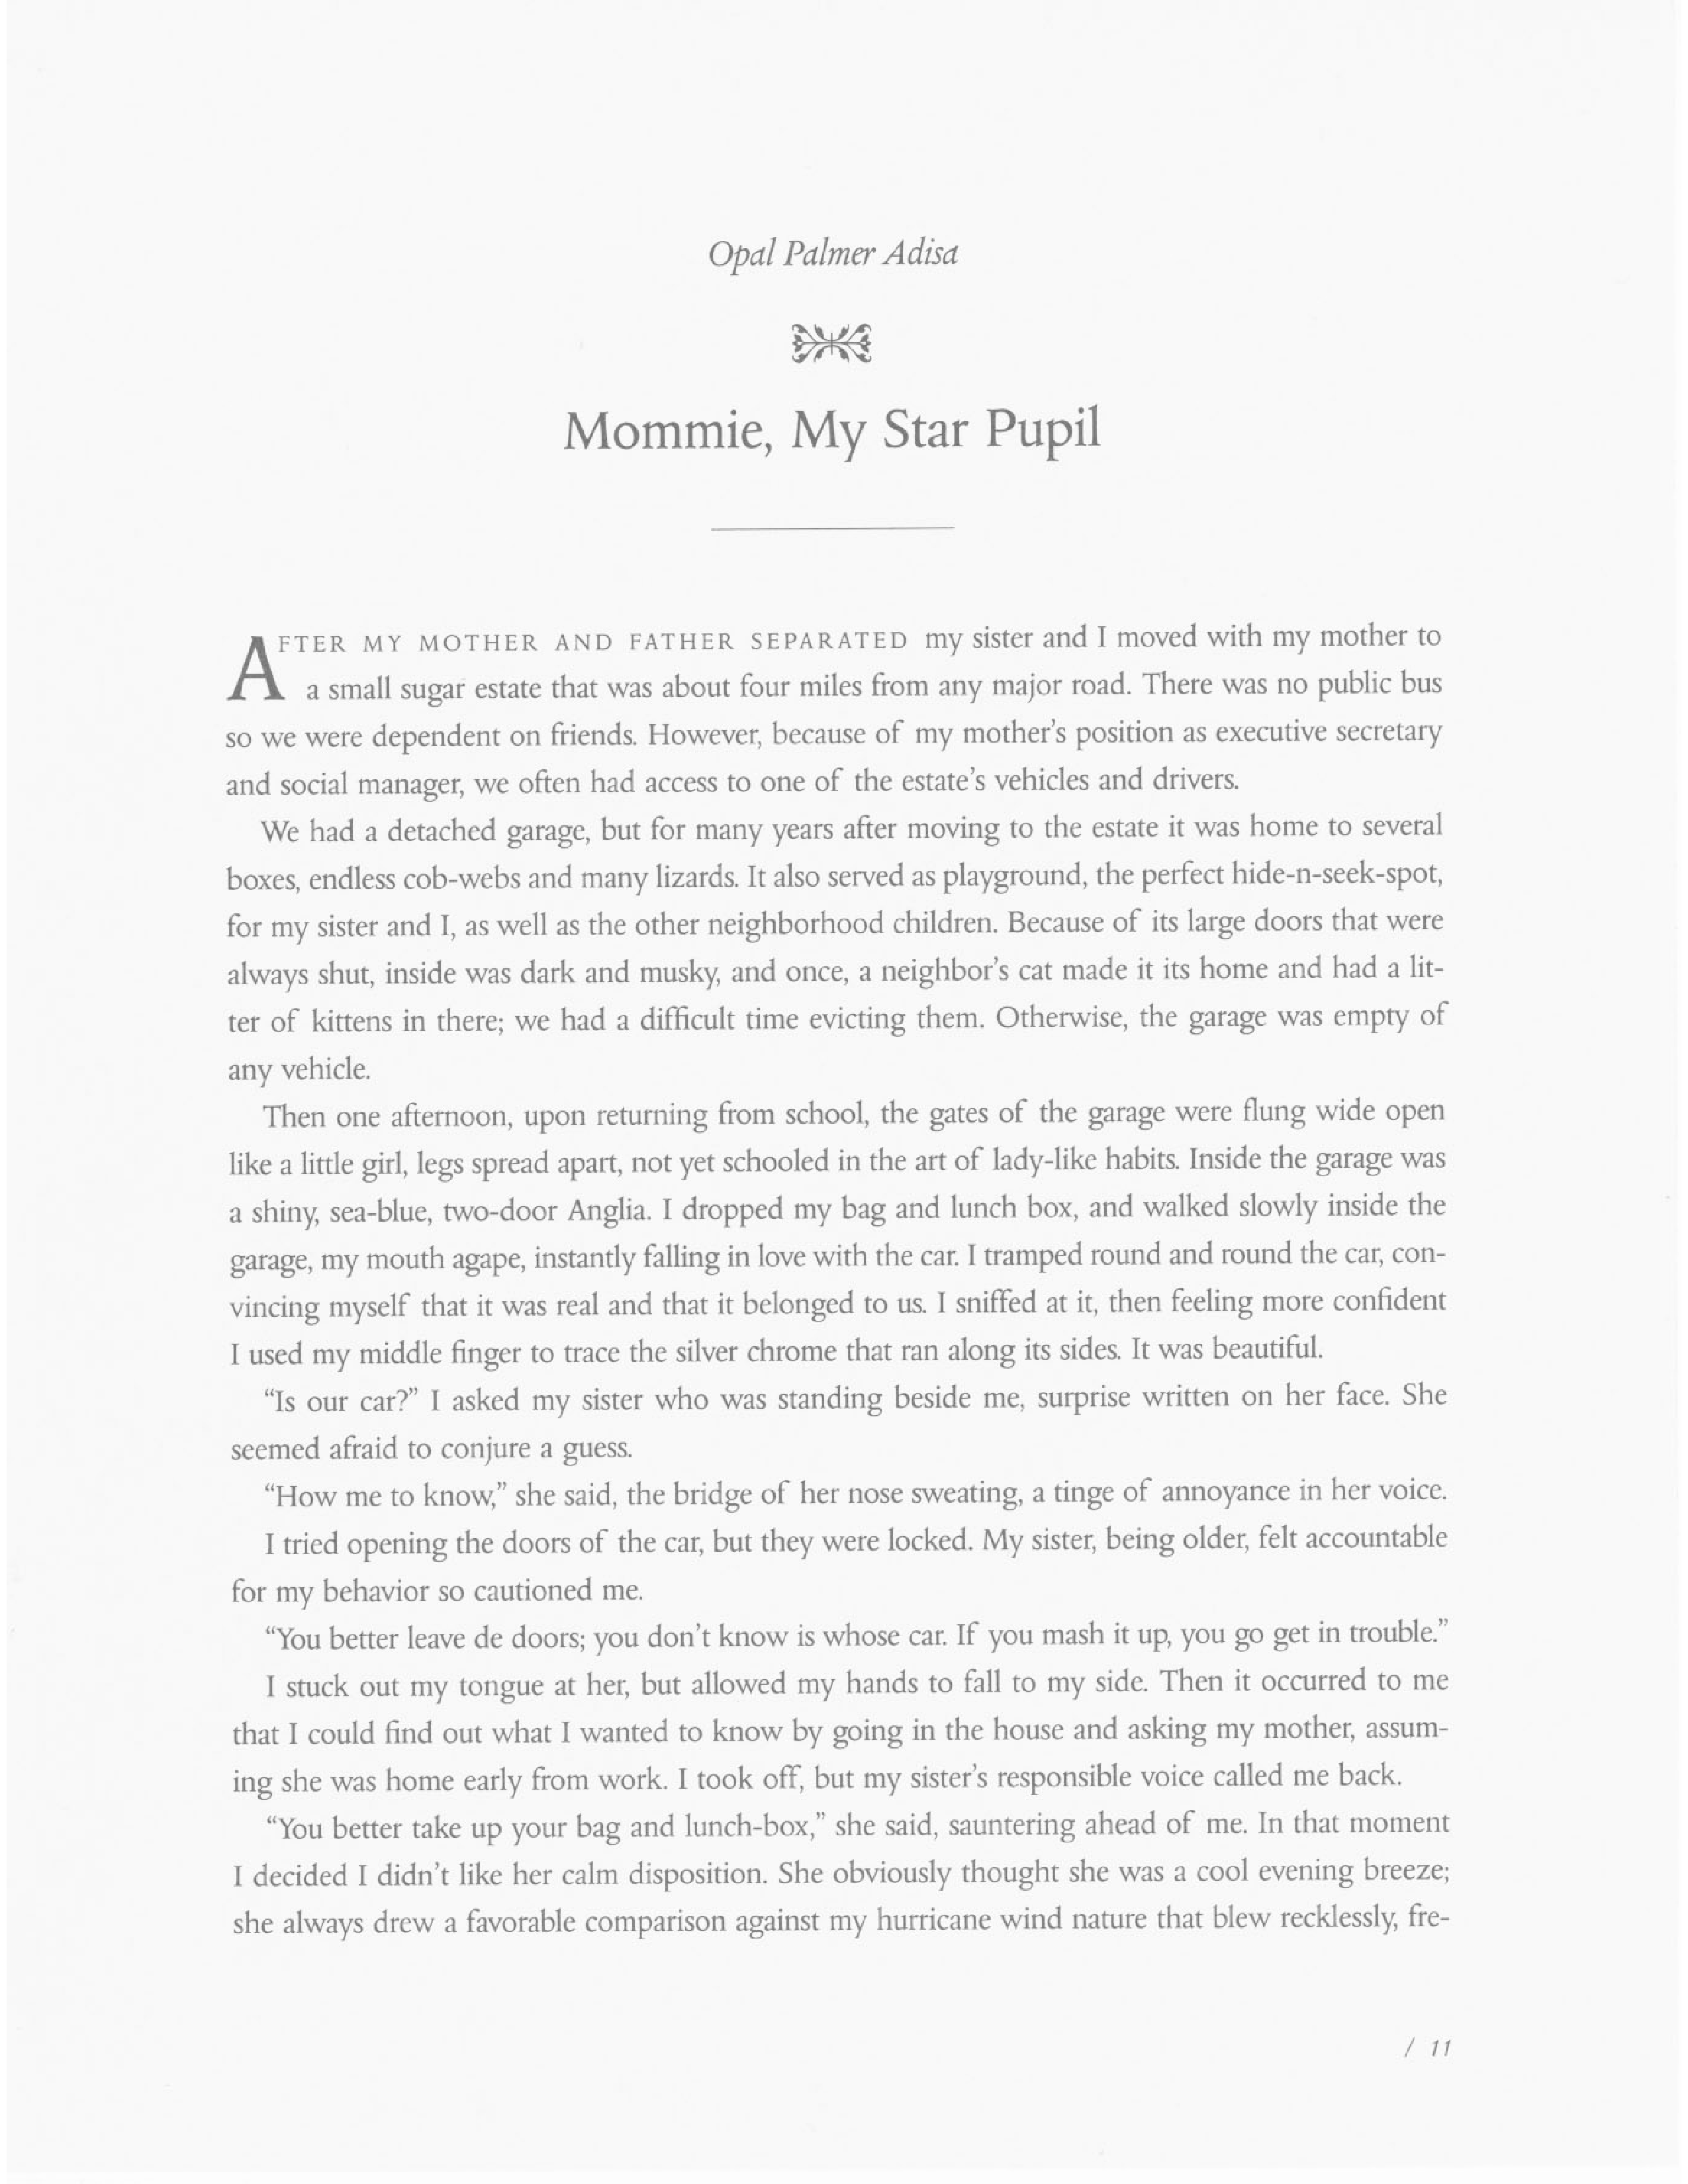 Opal Palmer Adisa
Mommie, My Star Pupil
AFTER MY MOTHER AND FATHER SEPARATED my sister and I moved with my mother to
a small sugar estate that was about four miles from any major road. There was no public bus
so we were dependent on friends. However, because of my mother's position as executive secretary
and social manager, we often had access to one of the estate's vehicles and drivers.
We had a detached garage, but for many years after moving to the estate it was home to several
boxes, endless cob-webs and many lizards. It also served as playground, the perfect hide-n-seek-spot,
for my sister and I, as well as the other neighborhood children. Because of its large doors that were
always shut, inside was dark and musky, and once, a neighbor's cat made it its home and had a lit-
ter of kittens in there; we had a difficult time evicting them. Otherwise, the garage was empty of
any vehicle.
Then one afternoon, upon returning from school, the gates of the garage were flung wide open
like a little girl, legs spread apart, not yet schooled in the art of lady-like habits. Inside the garage was
a shiny, sea-blue, two-door Anglia. I dropped my bag and lunch box, and walked slowly inside the
garage, my mouth agape, instantly falling in love with the car. I tramped round and round the car, con-
vincing myself that it was real and that it belonged to us. I sniffed at it, then feeling more confident
I used my middle finger to trace the silver chrome that ran along its sides. It was beautiful.
“Is our car?” I asked my sister who was standing beside me, surprise written on her face. She
seemed afraid to conjure a guess.
“How me to know,” she said, the bridge of her nose sweating, a tinge of annoyance in her voice.
I tried opening the doors of the car, but they were locked. My sister, being older, felt accountable
for my behavior so cautioned me.
“You better leave de doors; you don't know is whose car. If you mash it up, you go get in trouble.”
I stuck out my tongue at her, but allowed my hands to fall to my side. Then it occurred to me
that I could find out what I wanted to know by going in the house and asking my mother, assum-
ing she was home early from work. I took off, but my sister's responsible voice called me back.
“You better take up your bag and lunch-box,” she said, sauntering ahead of me. In that moment
I decided I didn't like her calm disposition. She obviously thought she was a cool evening breeze;
she always drew a favorable comparison against my hurricane wind nature that blew recklessly, fre-
/ 11